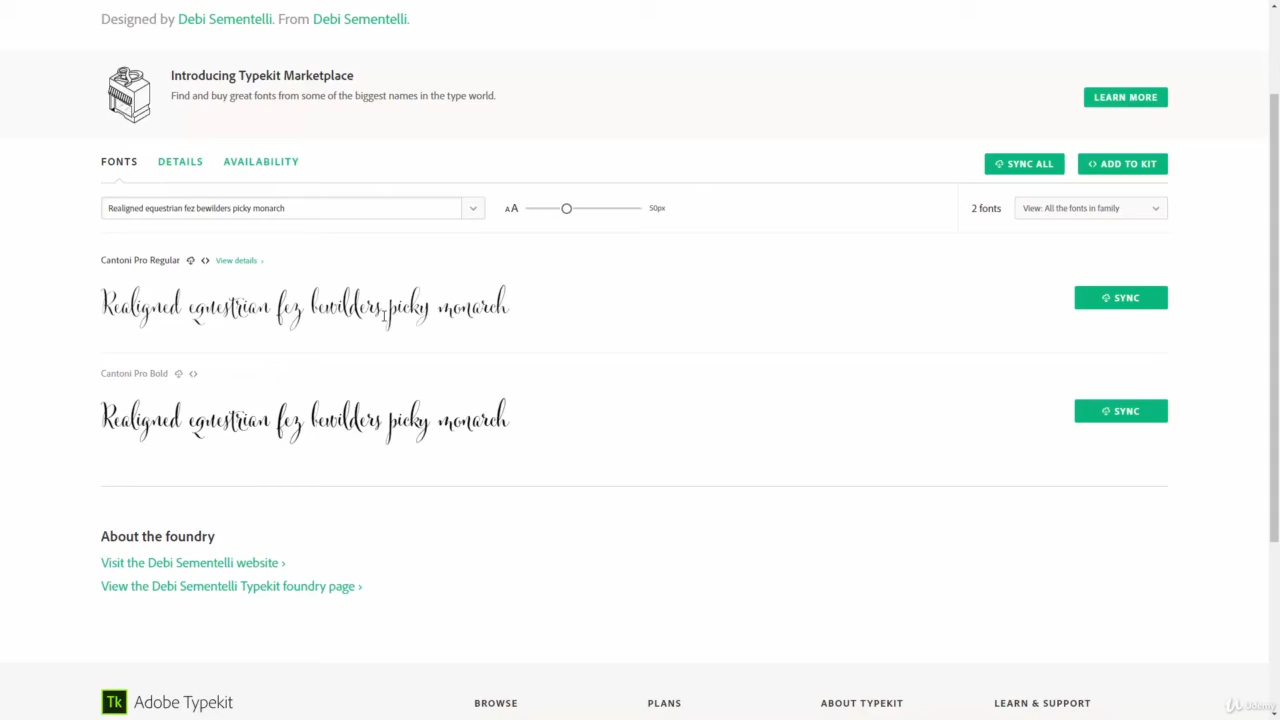 Designed by Debi Sementelli. From Debi Sementelli.
Introducing Typekit Marketplace
Find and buy great fonts from some of the biggest names in the type world.
LEARN MORE
FONTS DETAILS AVAILABILITY
SYNC ALL
<> ADD TO KIT
Realigned equestrian fez bewilders picky monarch
AA
50px
2 fonts
View: All the fonts in family
Cantoni Pro Regular <> View details ›
Realigned equestrian fez bewilders picky monarch
SYNC
Cantoni Pro Bold <>
Realigned equestrian fez bewilders picky monarch
SYNC
About the foundry
Visit the Debi Sementelli website ›
View the Debi Sementelli Typekit foundry page ›
Tk Adobe Typekit
BROWSE
PLANS
ABOUT TYPEKIT
LEARN & SUPPORT
Udemy